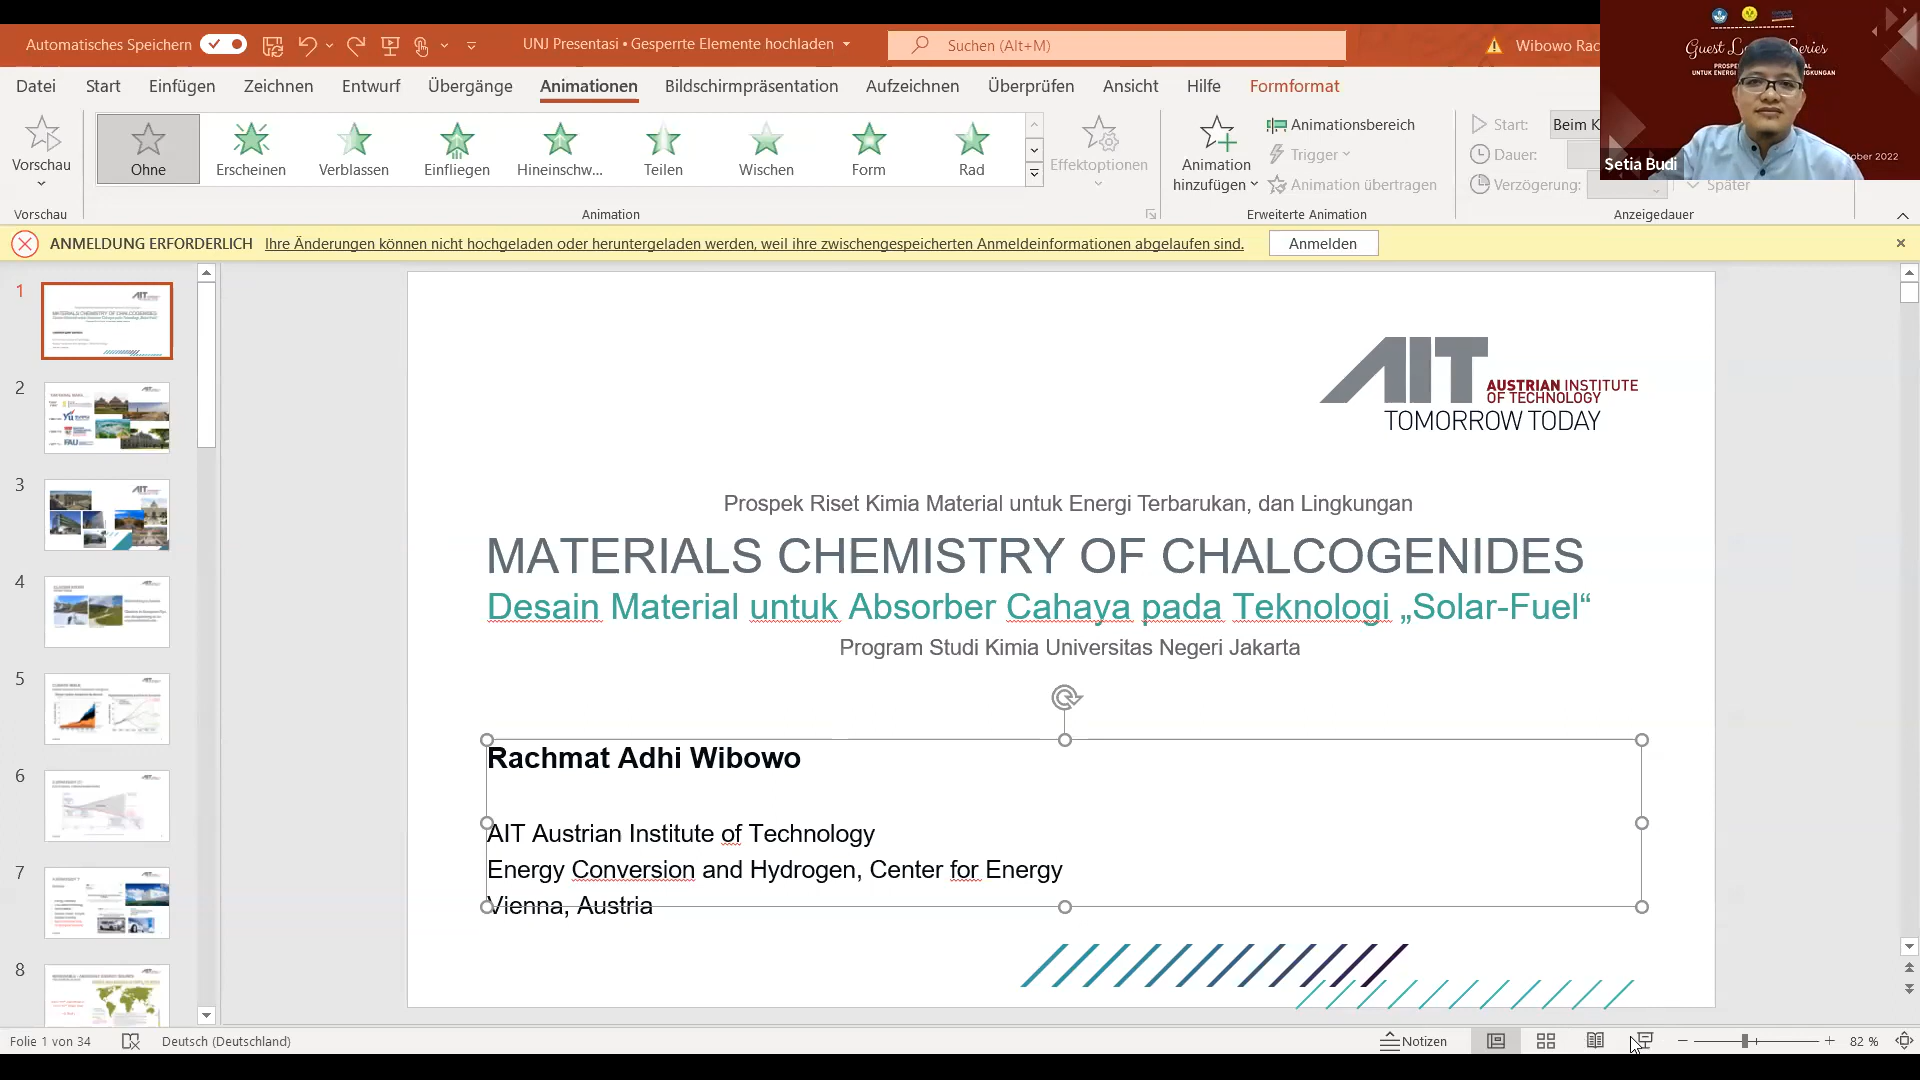 Automatisches Speichern
UNJ Presentasi • Gesperrte Elemente hochladen
Suchen (Alt+M)
Wibowo Rac
Guest Series
Setia Budi
ober 2022
Datei Start Einfügen Zeichnen Entwurf Übergänge Animationen Bildschirmpräsentation Aufzeichnen Überprüfen Ansicht Hilfe Formformat
Vorschau
Ohne Erscheinen Verblassen Einfliegen Hineinschw... Teilen Wischen Form Rad
Effektoptionen
Animation hinzufügen
Animationsbereich
Trigger
Animation übertragen
Start: Beim K
Dauer:
Verzögerung:
Später
Vorschau Animation Erweiterte Animation Anzeigedauer
ANMELDUNG ERFORDERLICH Ihre Änderungen können nicht hochgeladen oder heruntergeladen werden, weil ihre zwischengespeicherten Anmeldeinformationen abgelaufen sind. Anmelden
1
2
3
4
5
6
7
8
AIT
AUSTRIAN INSTITUTE
OF TECHNOLOGY
TOMORROW TODAY
Prospek Riset Kimia Material untuk Energi Terbarukan, dan Lingkungan
MATERIALS CHEMISTRY OF CHALCOGENIDES
Desain Material untuk Absorber Cahaya pada Teknologi „Solar-Fuel“
Program Studi Kimia Universitas Negeri Jakarta
Rachmat Adhi Wibowo
AIT Austrian Institute of Technology
Energy Conversion and Hydrogen, Center for Energy
Vienna, Austria
Folie 1 von 34 Deutsch (Deutschland) Notizen 82 %